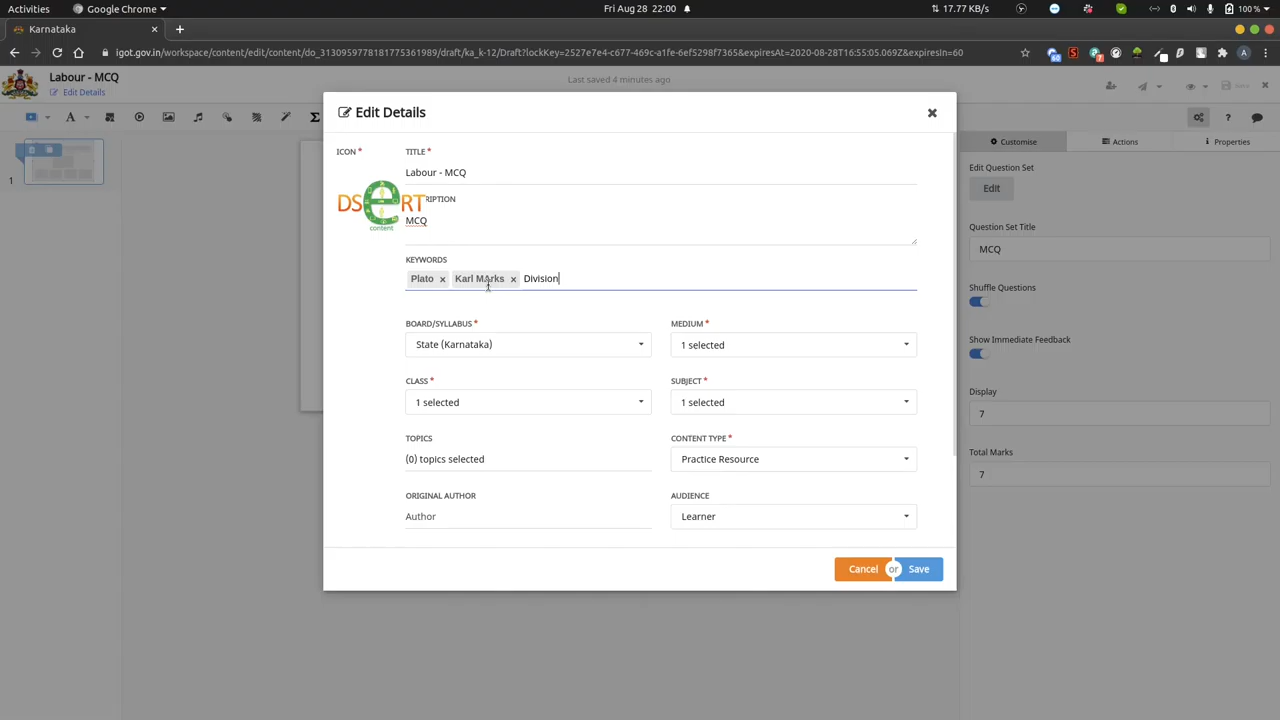 Activities
Google Chrome
Fri Aug 28 22:00
17.77 KB/s
100 %
Karnataka
igot.gov.in/workspace/content/edit/content/do_3130959778181775361989/draft/ka_k-12/Draft?lockKey=2527e7e4-c677-469c-a1fe-6ef5298f7365&expiresAt=2020-08-28T16:55:05.069Z&expiresIn=60
Labour - MCQ
Edit Details
Last saved 4 minutes ago
Save
1
Edit Details
ICON *
TITLE *
Labour - MCQ
DSERT
content
RIPTION
MCQ
KEYWORDS
Plato
Karl Marks
Division
BOARD/SYLLABUS *
State (Karnataka)
MEDIUM *
1 selected
CLASS *
1 selected
SUBJECT *
1 selected
TOPICS
(0) topics selected
CONTENT TYPE *
Practice Resource
ORIGINAL AUTHOR
Author
AUDIENCE
Learner
Cancel
or
Save
Customise
Actions
Properties
Edit Question Set
Edit
Question Set Title
MCQ
Shuffle Questions
Show Immediate Feedback
Display
7
Total Marks
7